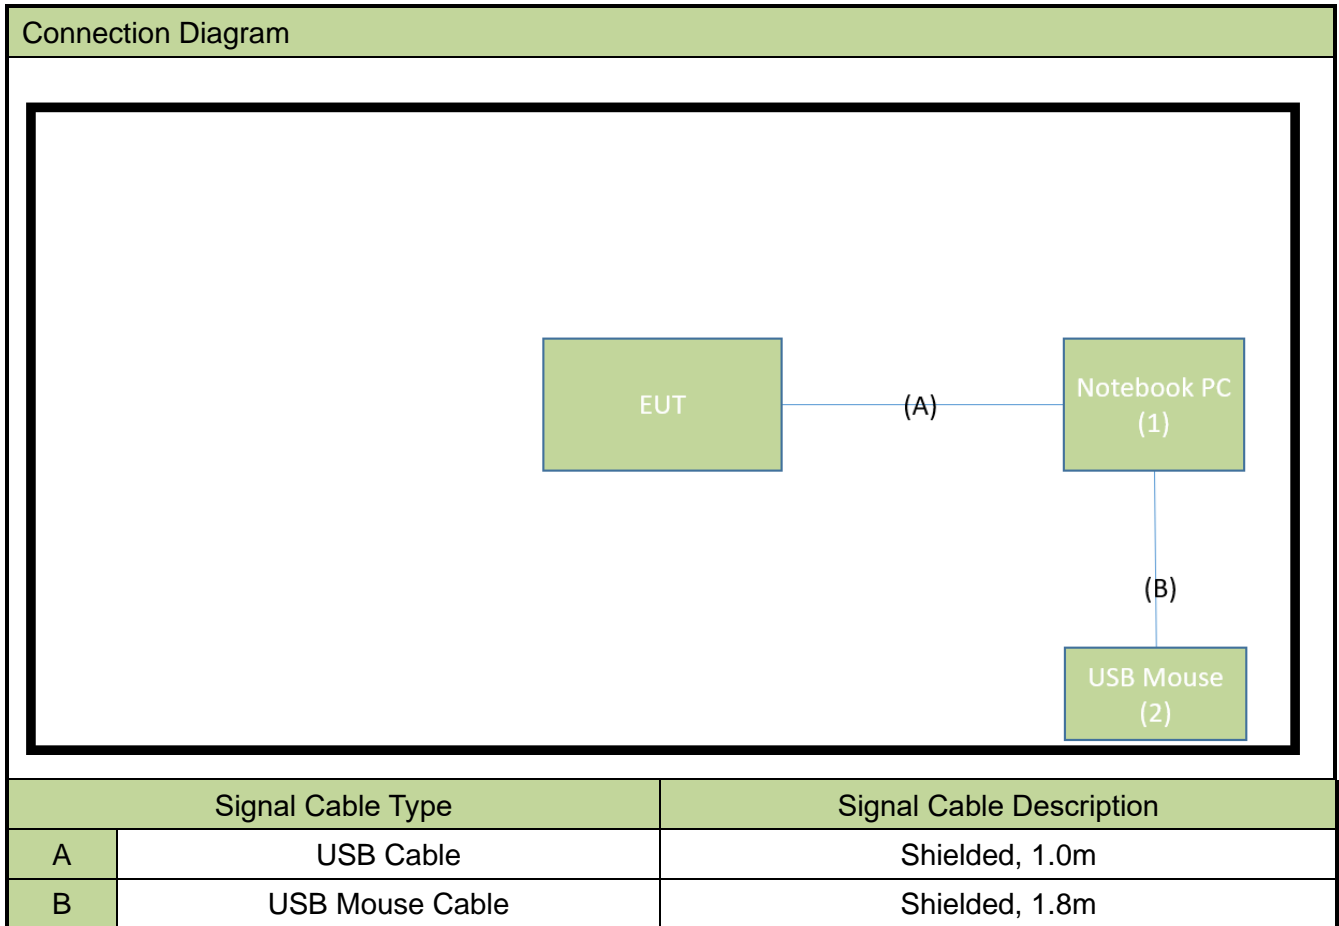 Connection Diagram
EUT
(A)
Notebook PC
(1)
(B)
USB Mouse
(2)
Signal Cable Type Signal Cable Description
A USB Cable Shielded, 1.0m
B USB Mouse Cable Shielded, 1.8m